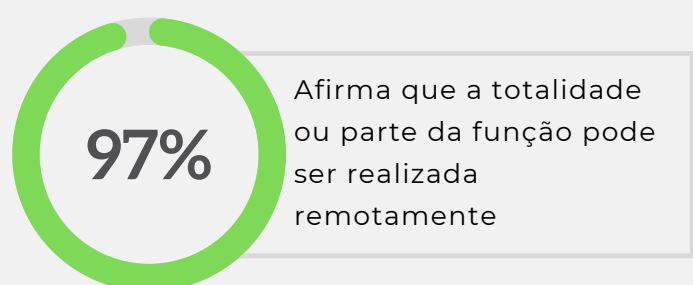 97%
Afirma que a totalidade
ou parte da função pode
ser realizada
remotamente